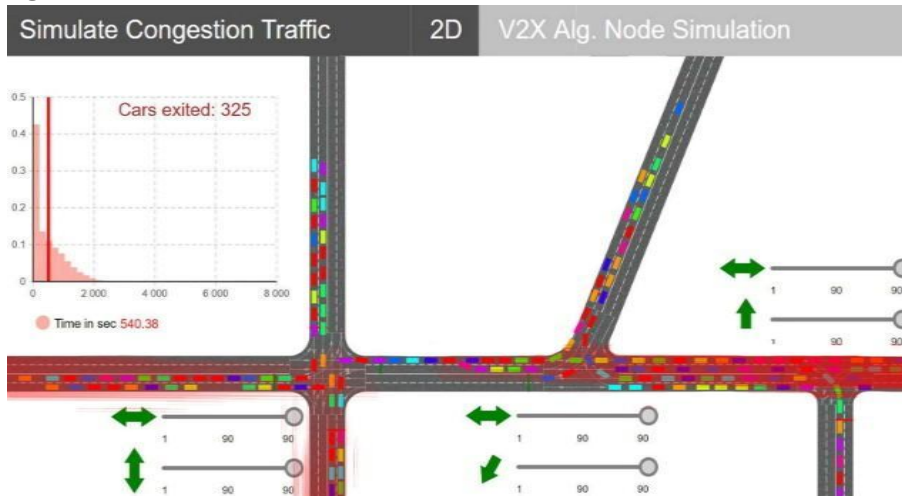 Simulate Congestion Traffic 2D V2X Alg. Node Simulation
Cars exited: 325
0.5
0.4
0.3
0.2
0.1
0
0 2 000 4 000 6 000 8 000
Time in sec 540.38
1 90 90
90 90
1 90 90
1 90 90
1 90 90
1 90 90